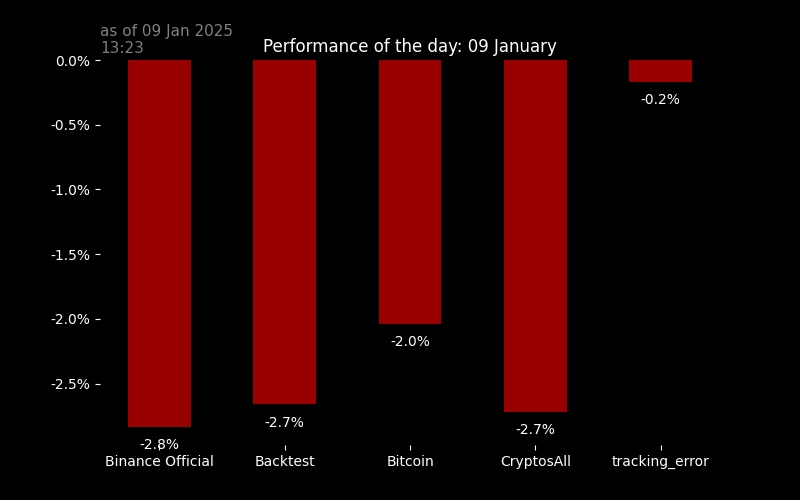 as of 09 Jan 2025
13:23
Performance of the day: 09 January
0.0%
-0.5%
-1.0%
-1.5%
-2.0%
-2.5%
-2.8%
-2.7%
-2.0%
-2.7%
-0.2%
Binance Official
Backtest
Bitcoin
CryptosAll
tracking_error